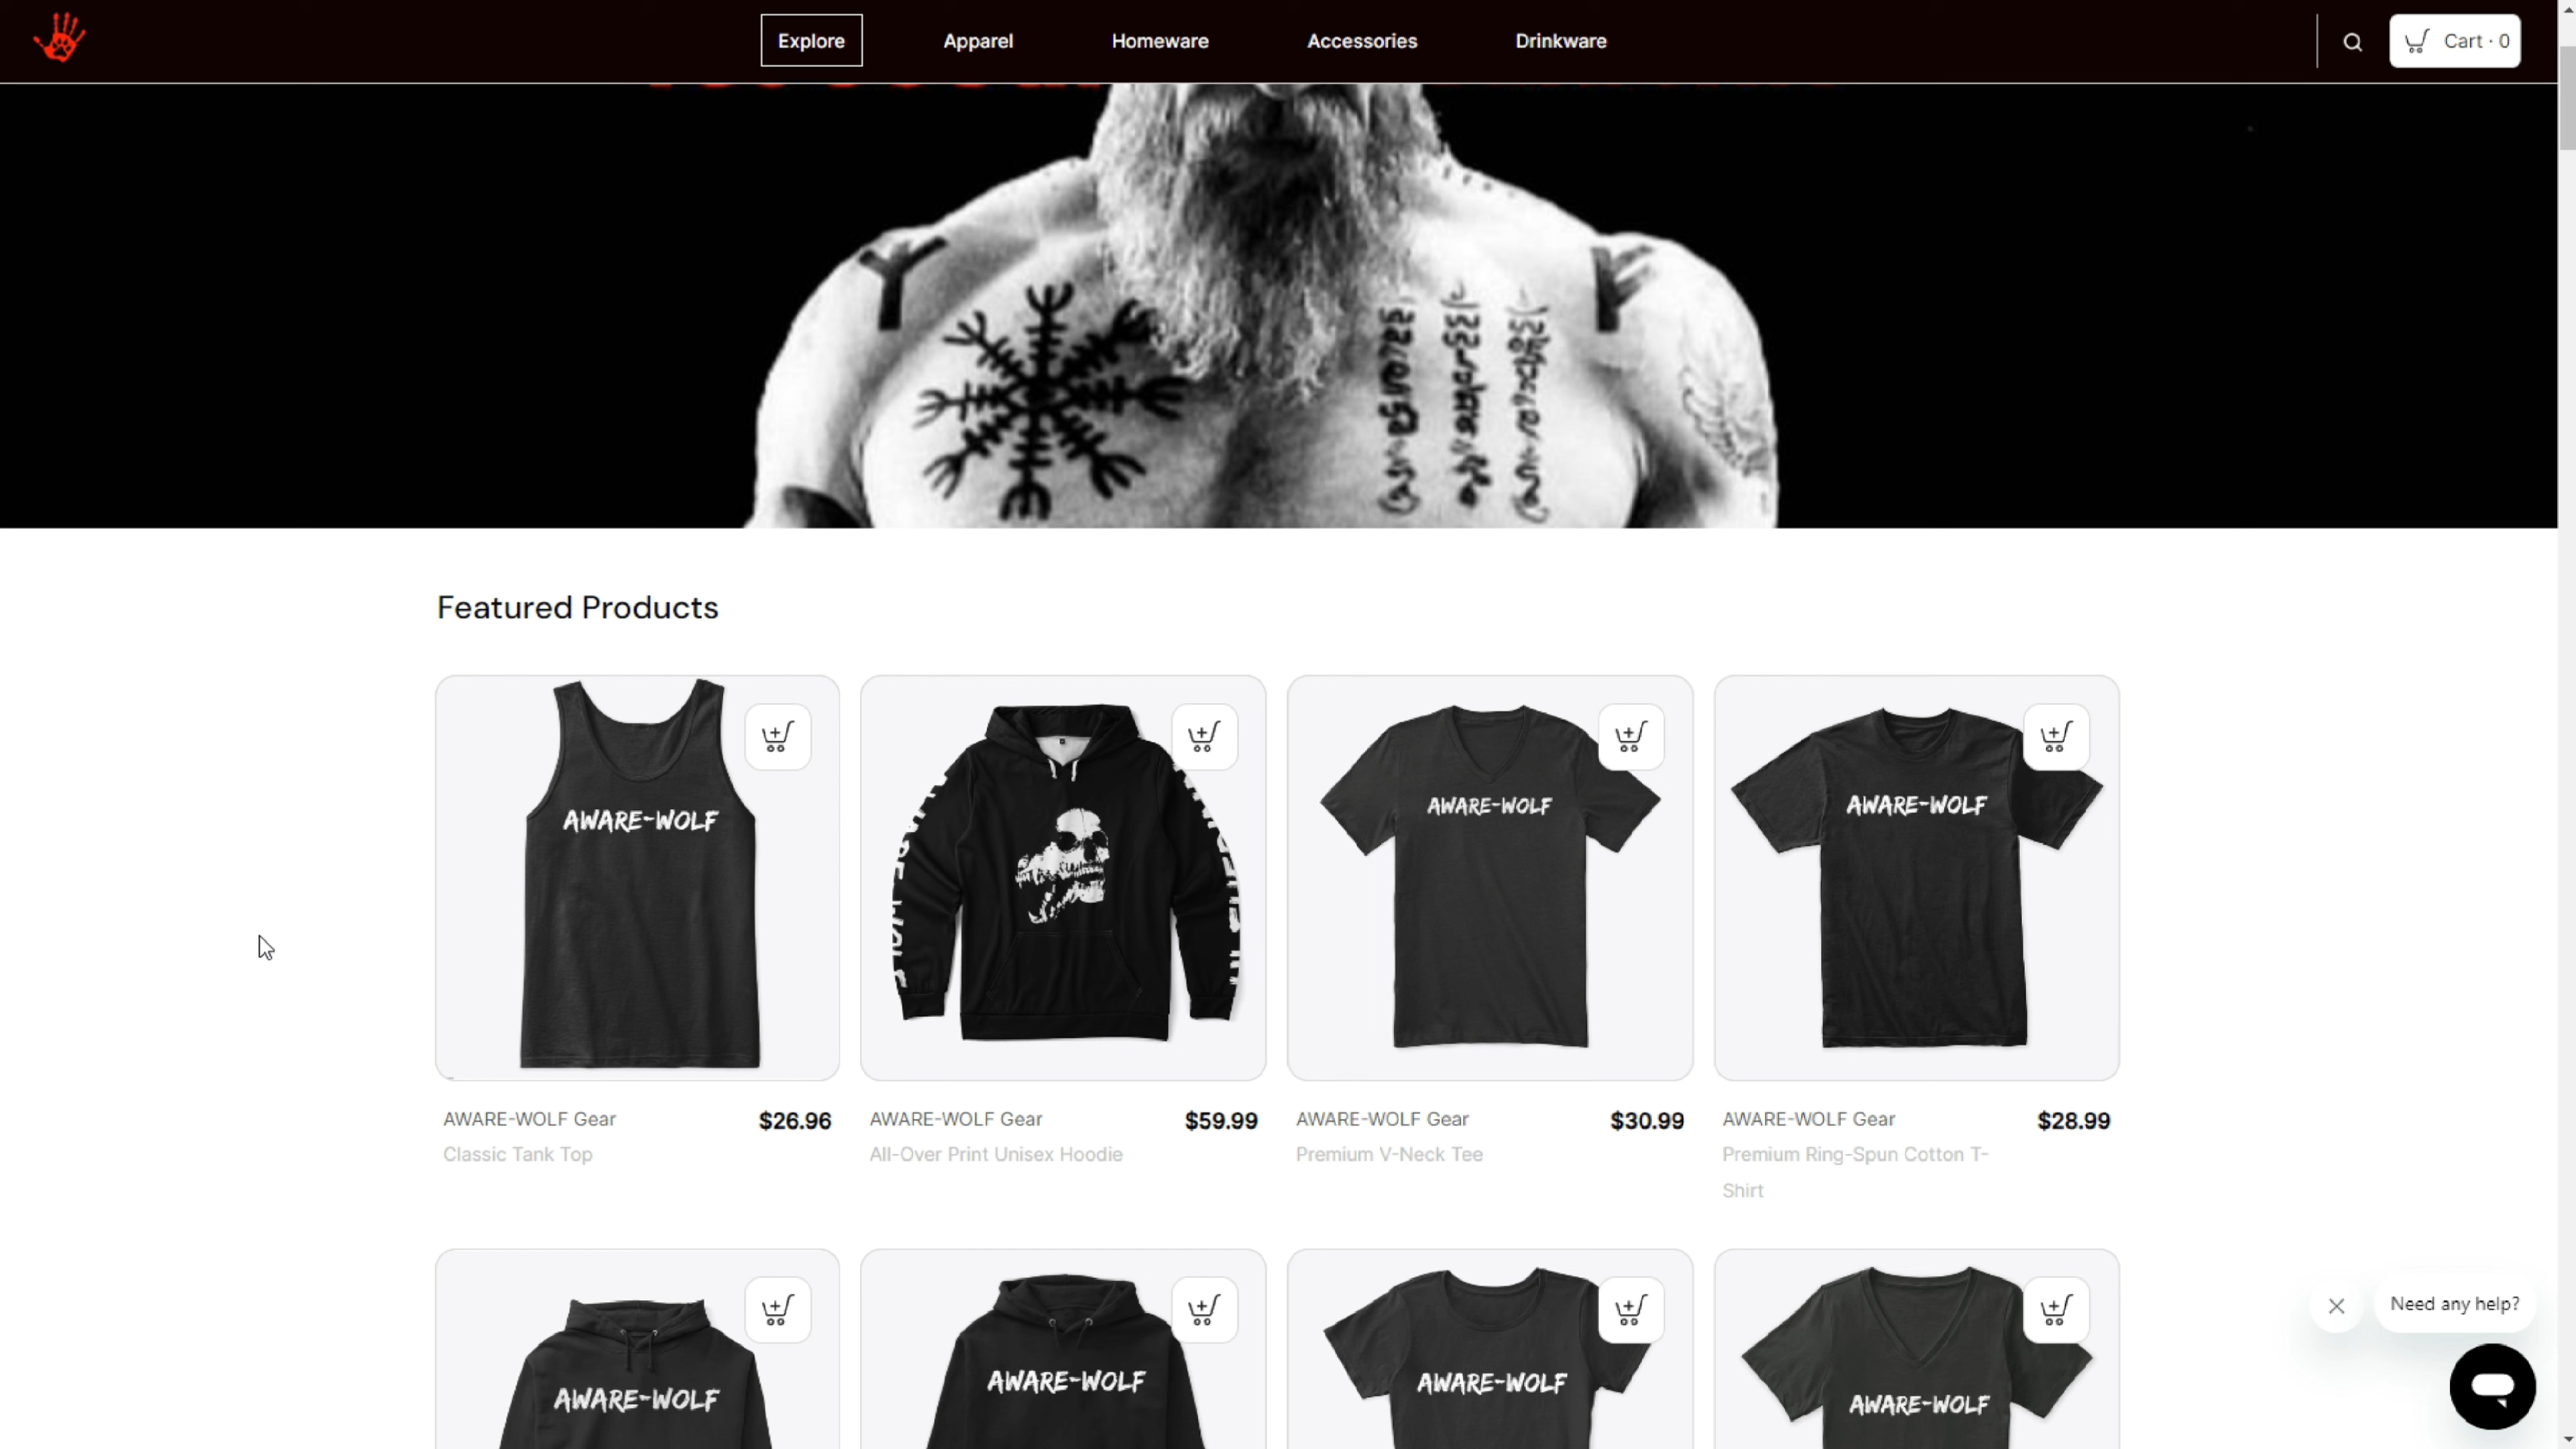 Explore
Apparel
Homeware
Accessories
Drinkware
Cart · 0
Featured Products
AWARE-WOLF
AWARE-WOLF
AWARE-WOLF
AWARE-WOLF Gear
$26.96
Classic Tank Top
AWARE-WOLF Gear
$59.99
All-Over Print Unisex Hoodie
AWARE-WOLF Gear
$30.99
Premium V-Neck Tee
AWARE-WOLF Gear
$28.99
Premium Ring-Spun Cotton T-
Shirt
AWARE-WOLF
AWARE-WOLF
AWARE-WOLF
AWARE-WOLF
Need any help?